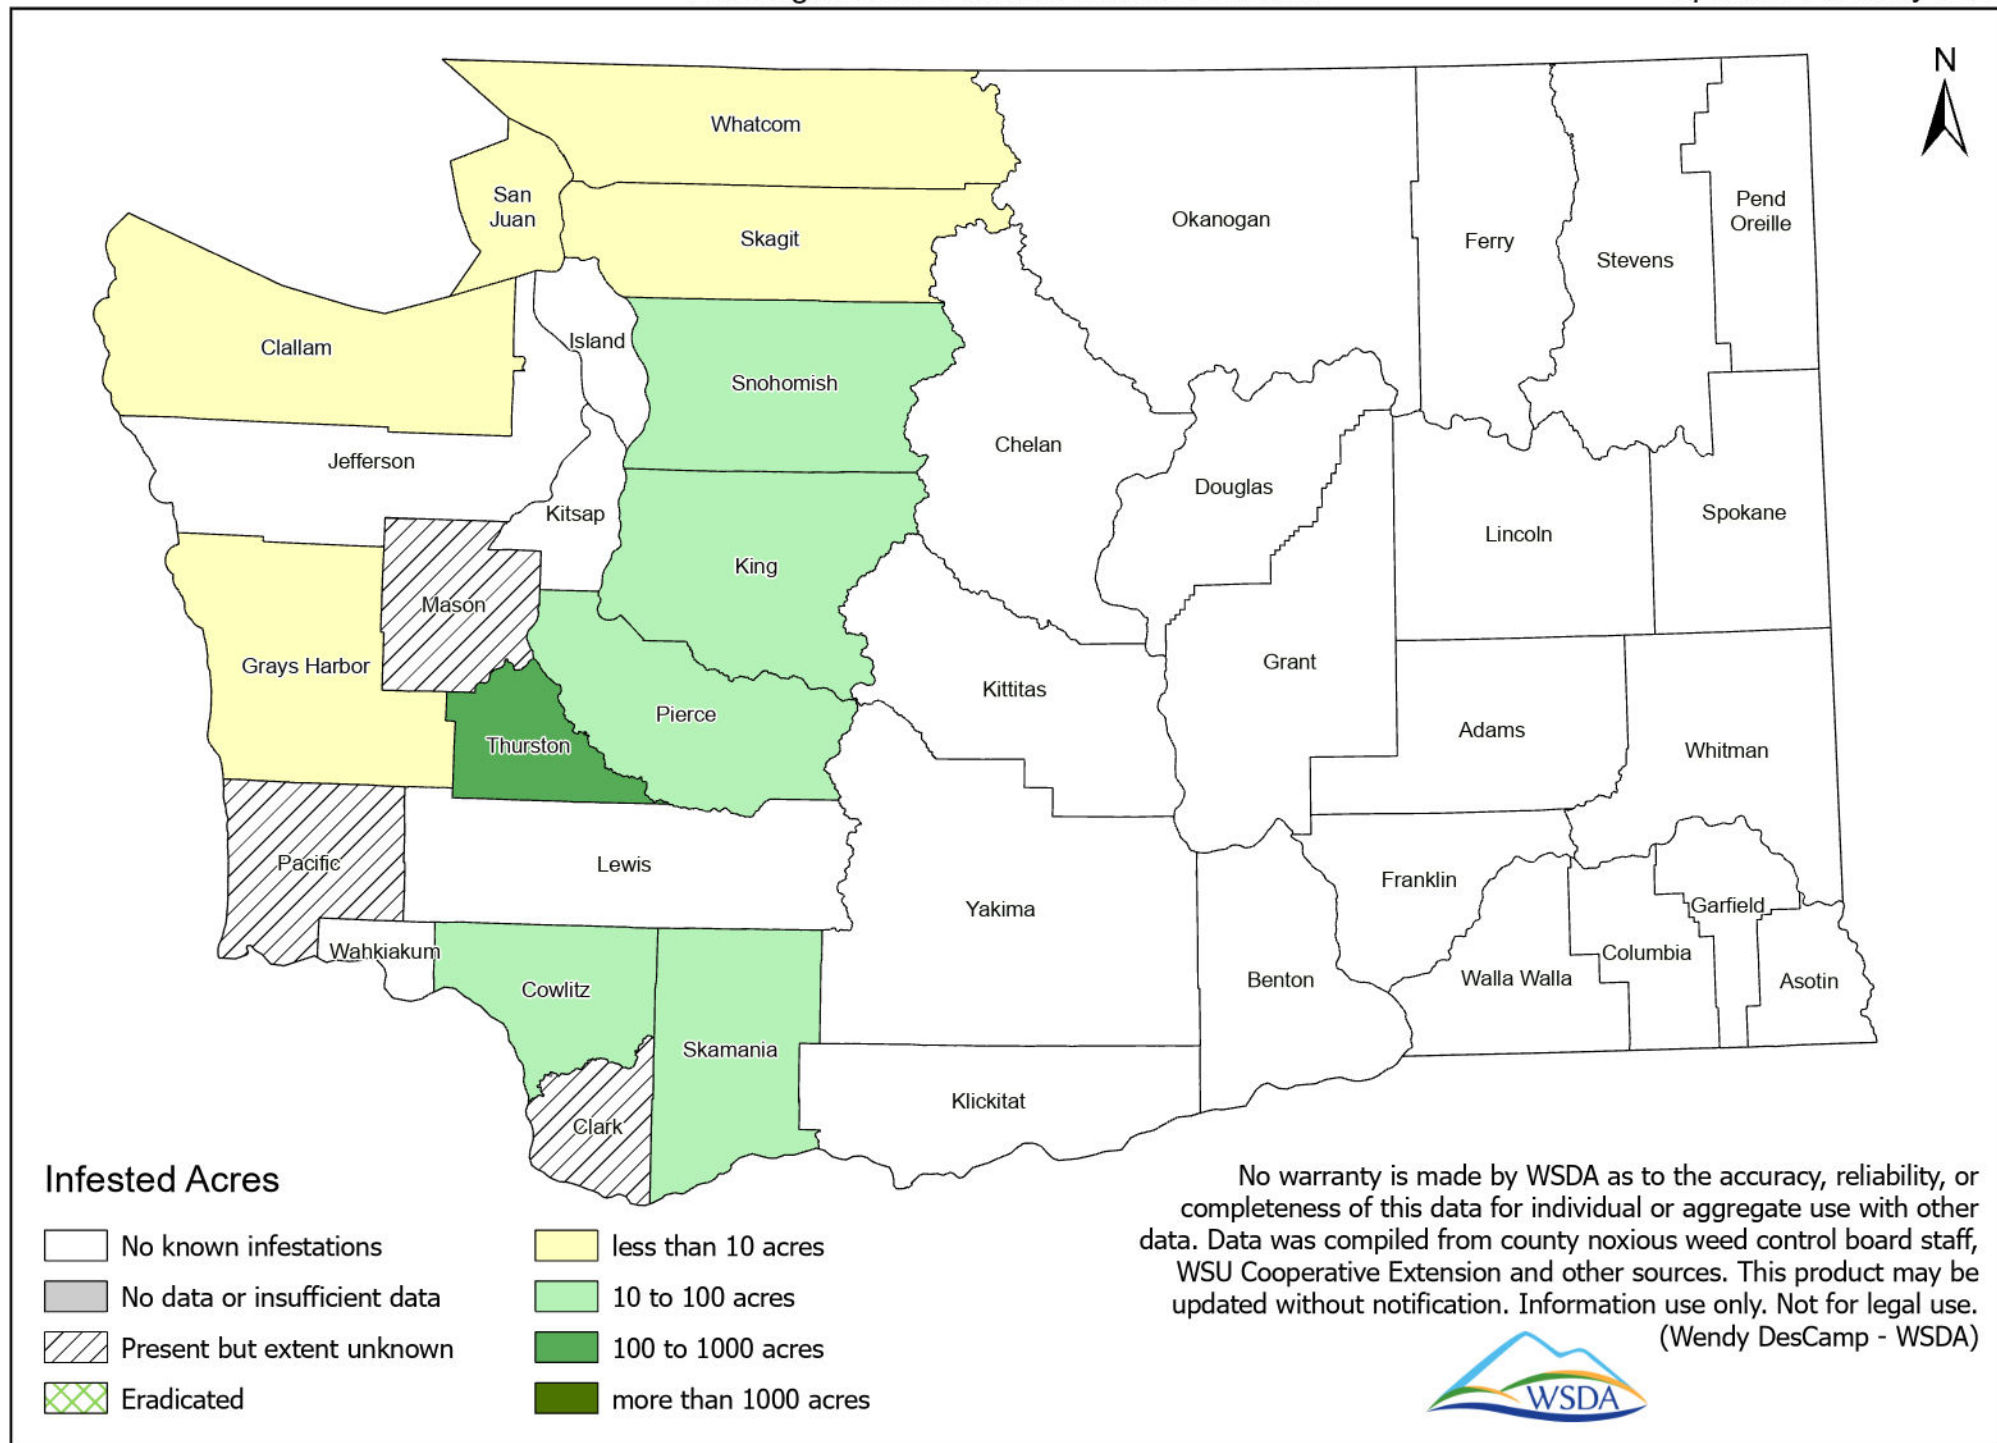 N
Whatcom
San
Juan
Skagit
Okanogan
Ferry
Stevens
Pend
Oreille
Clallam
Island
Snohomish
Chelan
Jefferson
Kitsap
Douglas
Lincoln
Spokane
King
Mason
Grays Harbor
Kittitas
Grant
Pierce
Thurston
Adams
Whitman
Pacific
Lewis
Yakima
Franklin
Garfield
Wahkiakum
Columbia
Cowlitz
Benton
Walla Walla
Asotin
Skamania
Klickitat
Clark
Infested Acres
No known infestations
No data or insufficient data
Present but extent unknown
Eradicated
less than 10 acres
10 to 100 acres
100 to 1000 acres
more than 1000 acres
No warranty is made by WSDA as to the accuracy, reliability, or
completeness of this data for individual or aggregate use with other
data. Data was compiled from county noxious weed control board staff,
WSU Cooperative Extension and other sources. This product may be
updated without notification. Information use only. Not for legal use.
(Wendy DesCamp - WSDA)
WSDA